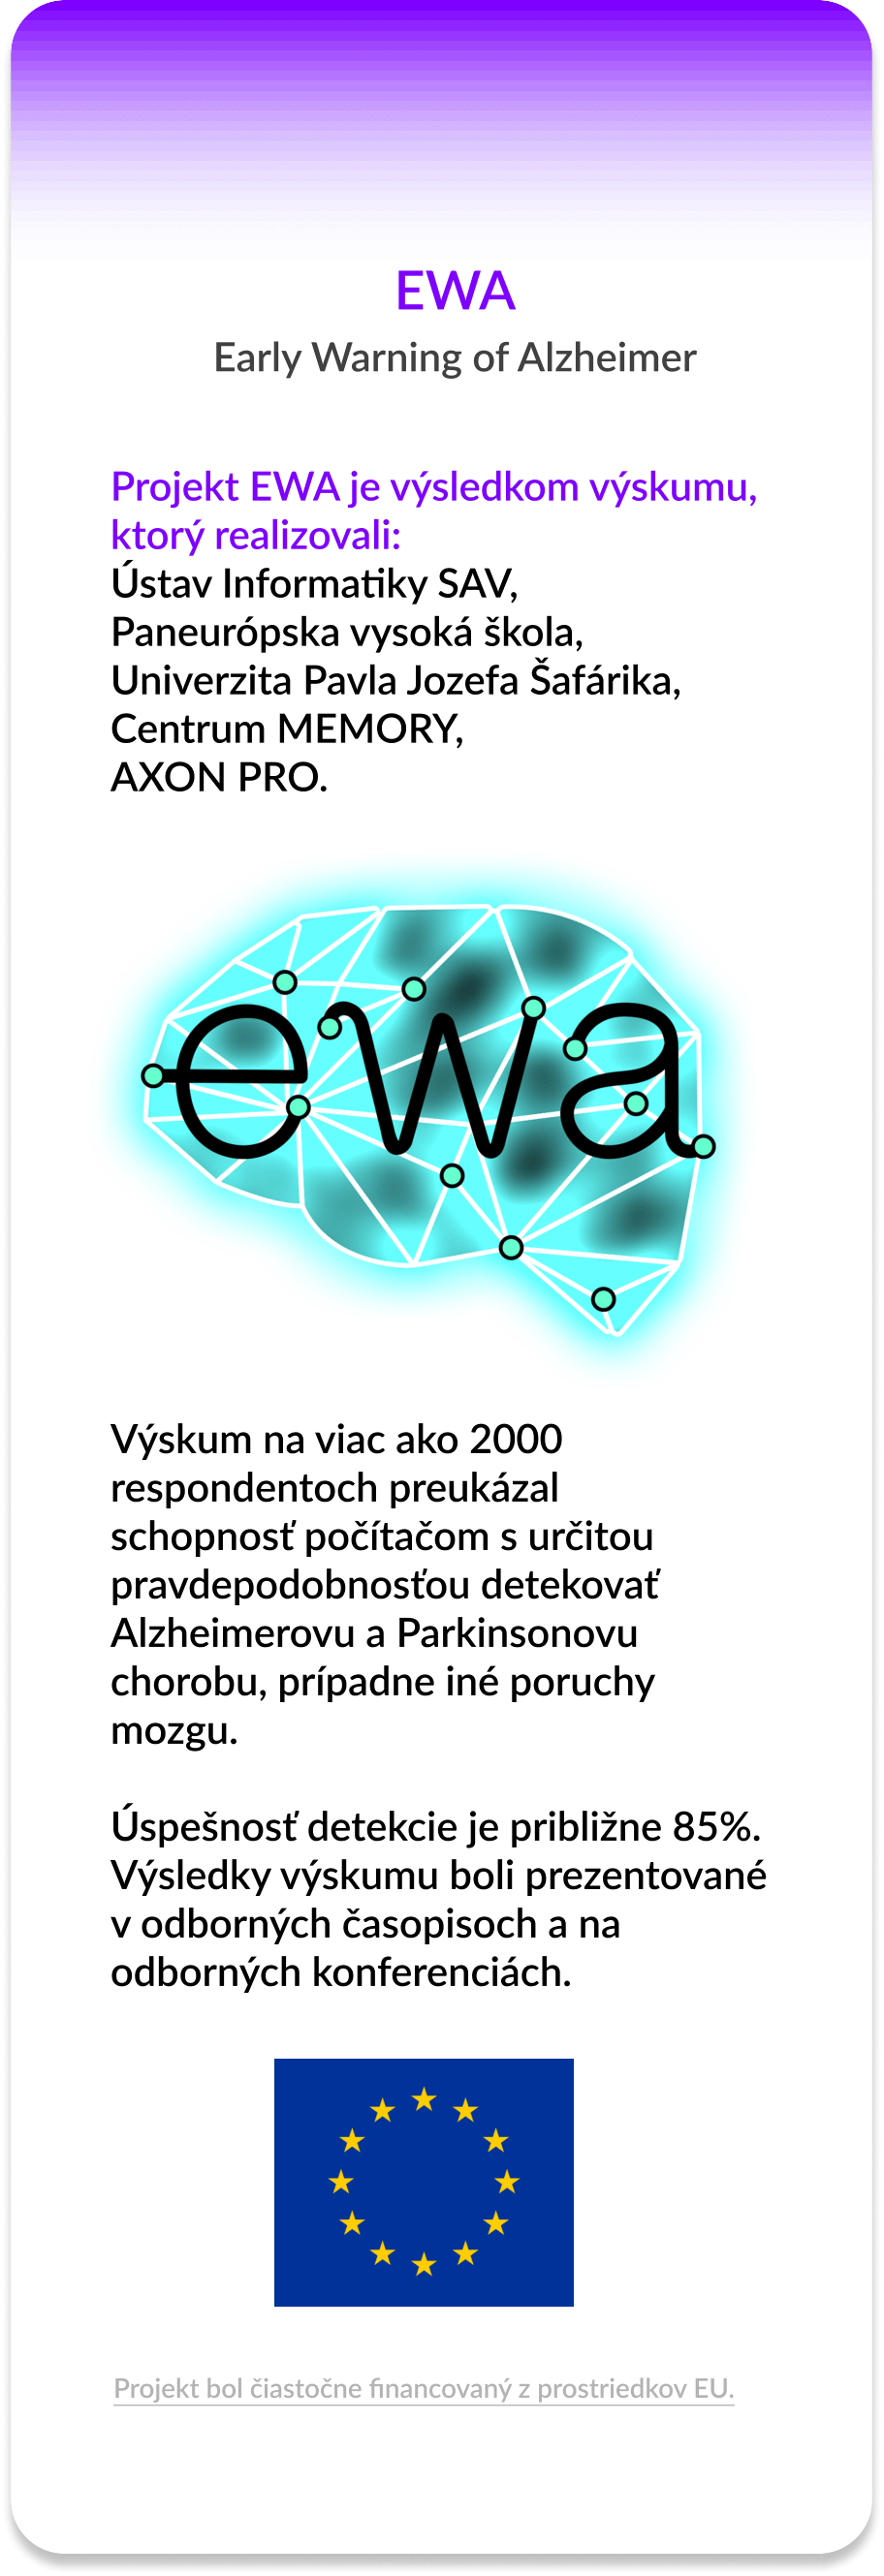 EWA
Early Warning of Alzheimer
Projekt EWA je výsledkom výskumu,
ktorý realizovali:
Ústav Informatiky SAV,
Paneurópska vysoká škola,
Univerzita Pavla Jozefa Šafárika,
Centrum MEMORY,
AXON PRO.
ewa
Výskum na viac ako 2000
respondentoch preukázal
schopnosť počítačom s určitou
pravdepodobnosťou detekovať
Alzheimerovu a Parkinsonovu
chorobu, prípadne iné poruchy
mozgu.
Úspešnosť detekcie je približne 85%.
Výsledky výskumu boli prezentované
v odborných časopisoch a na
odborných konferenciách.
Projekt bol čiastočne financovaný z prostriedkov EU.